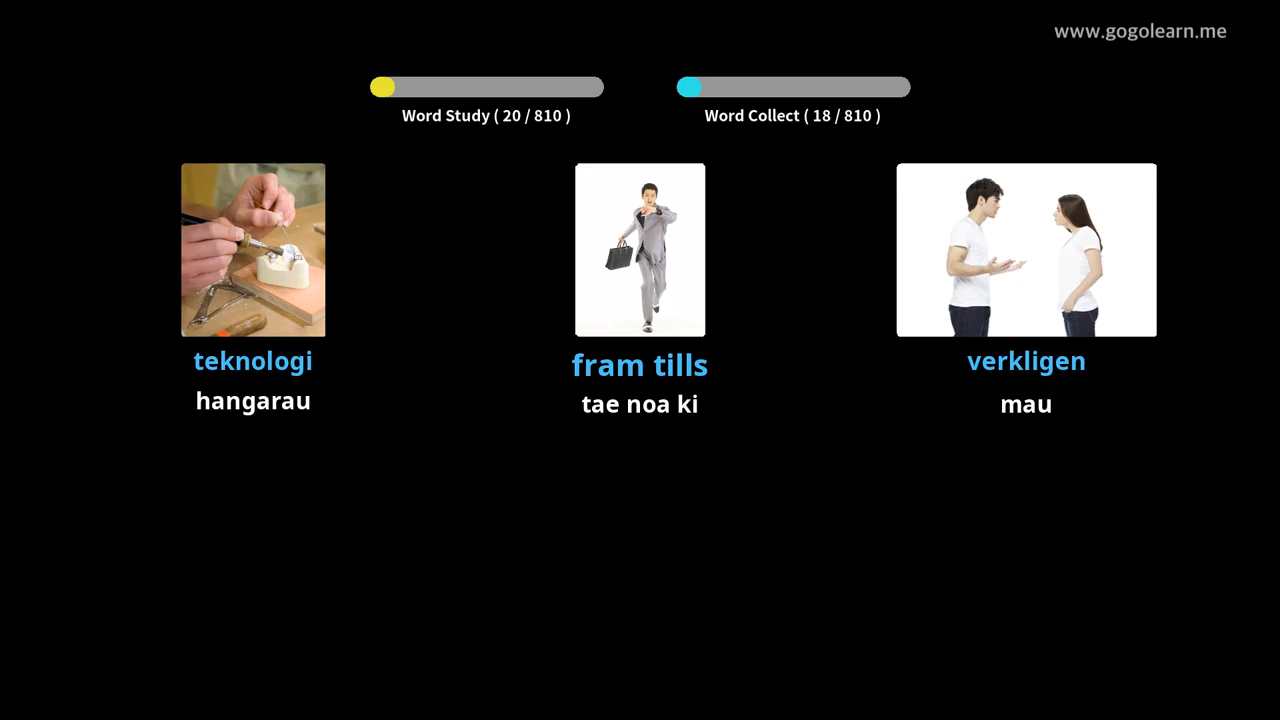 www.gogolearn.me
Word Study ( 20 / 810 )
Word Collect ( 18 / 810 )
teknologi
hangarau
fram tills
tae noa ki
verkligen
mau